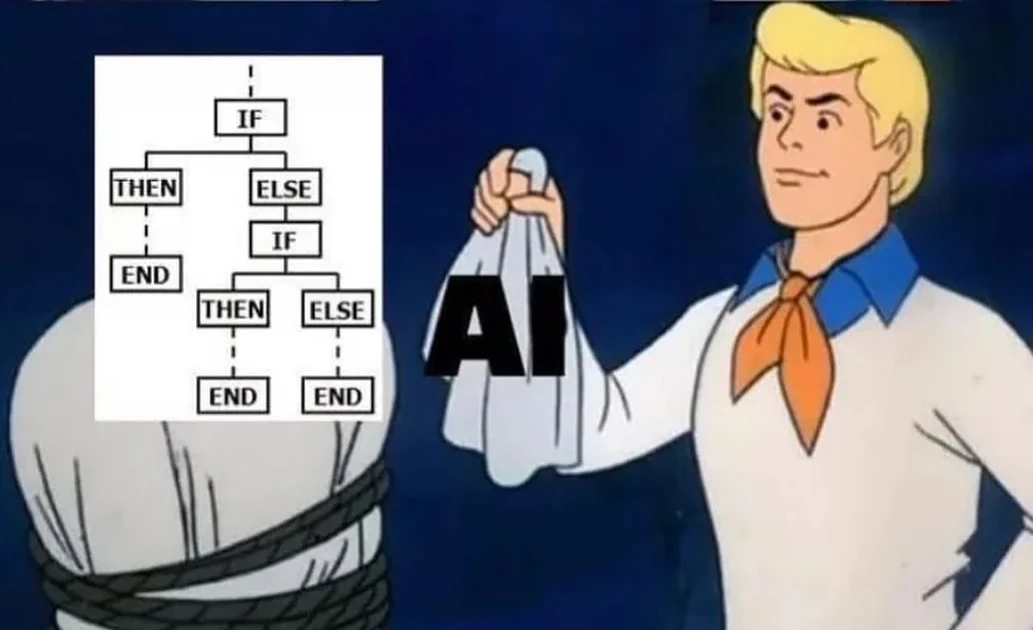 IF
THEN ELSE
IF
END
THEN ELSE
END END
AI